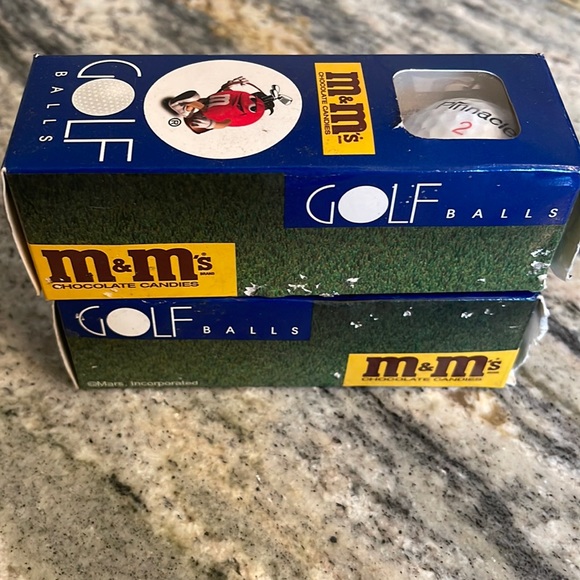 GOLF
BALLS
®
m&m's
CHOCOLATE CANDIES
Pinnacle
2
GOLF BALLS
m&m's
CHOCOLATE CANDIES
GOLF BALLS
m&m's
CHOCOLATE CANDIES
©Mars, Incorporated